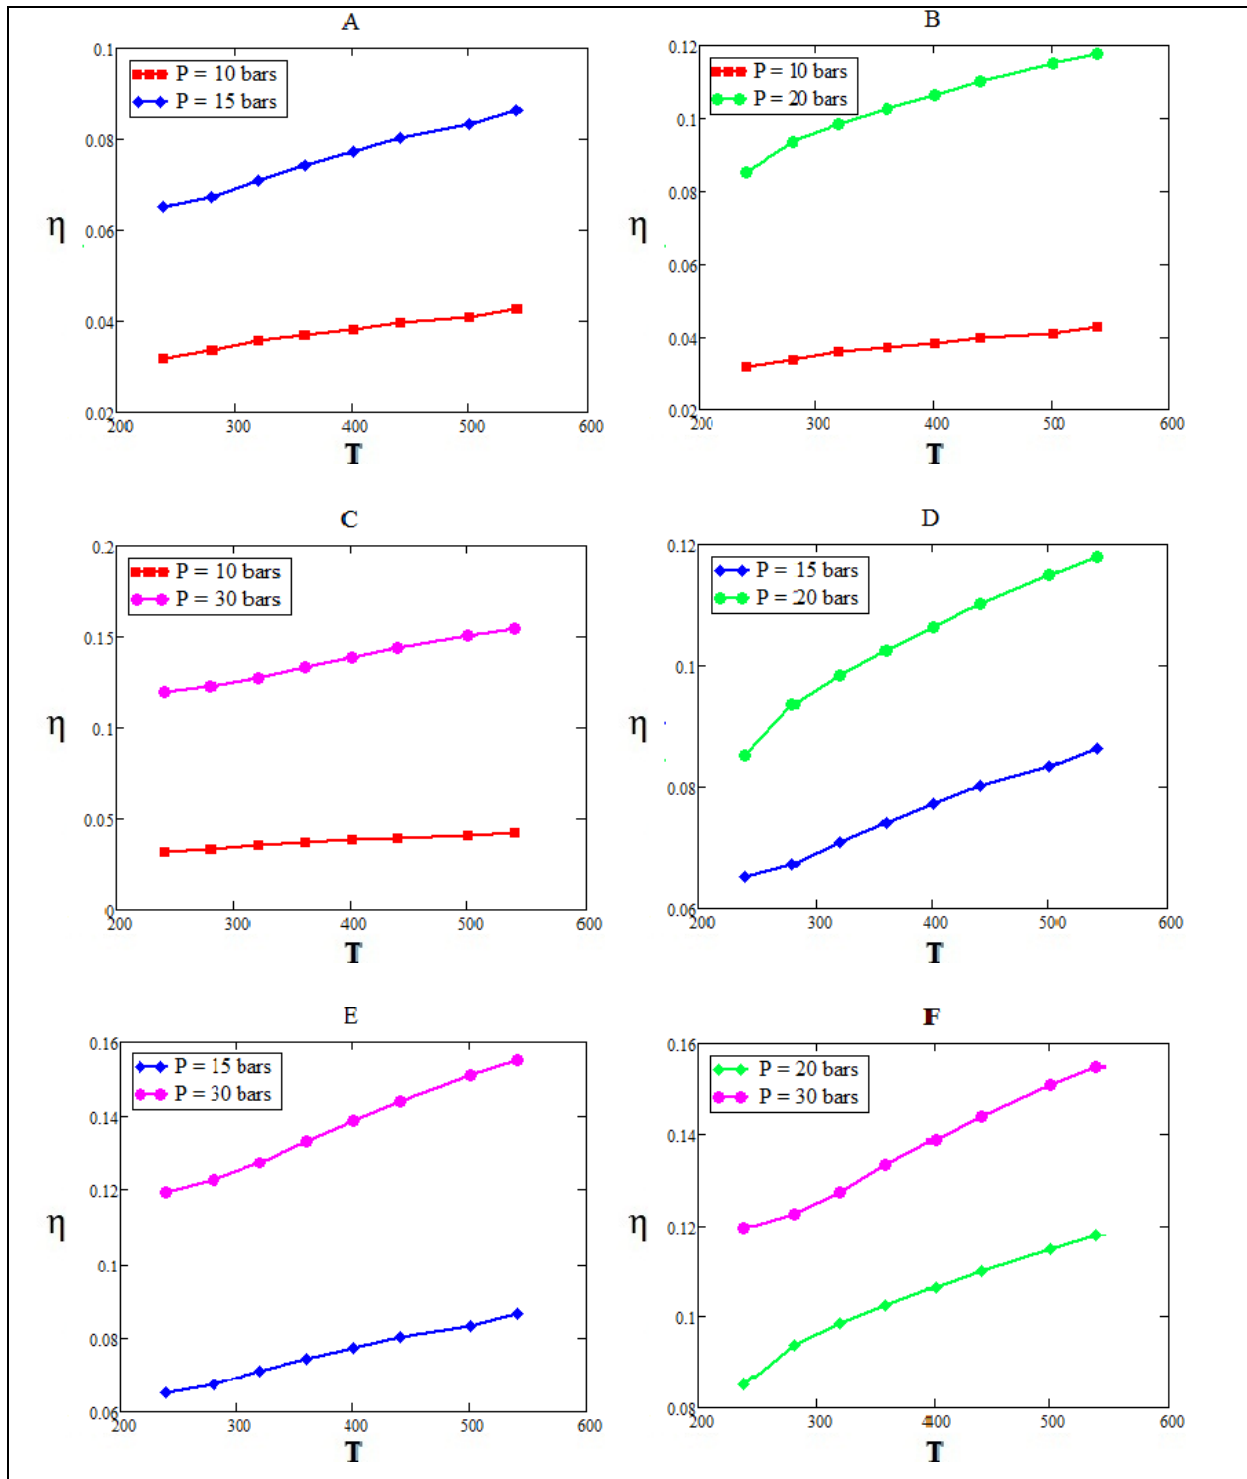 A
P = 10 bars
P = 15 bars
0.1
0.08
0.06
0.04
0.02
η
200 300 400 500 600
T
B
P = 10 bars
P = 20 bars
0.12
0.1
0.08
0.06
0.04
0.02
η
200 300 400 500 600
T
C
P = 10 bars
P = 30 bars
0.2
0.15
0.1
0.05
0
η
200 300 400 500 600
T
D
P = 15 bars
P = 20 bars
0.12
0.1
0.08
0.06
η
200 300 400 500 600
T
E
P = 15 bars
P = 30 bars
0.16
0.14
0.12
0.1
0.08
0.06
η
200 300 400 500 600
T
F
P = 20 bars
P = 30 bars
0.16
0.14
0.12
0.1
0.08
η
200 300 400 500 600
T